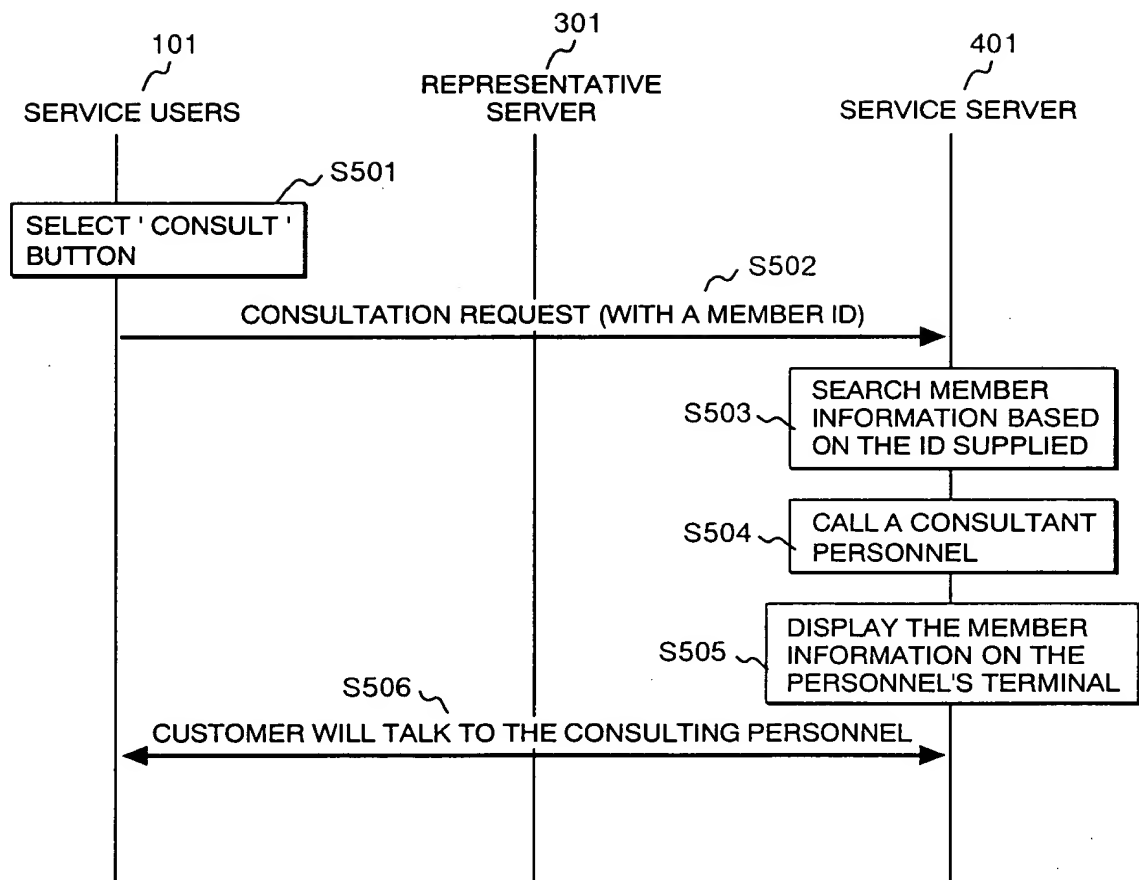 101
301
401
SERVICE USERS
REPRESENTATIVE
SERVER
SERVICE SERVER
S501
SELECT ' CONSULT '
BUTTON
S502
CONSULTATION REQUEST (WITH A MEMBER ID)
S503
SEARCH MEMBER
INFORMATION BASED
ON THE ID SUPPLIED
S504
CALL A CONSULTANT
PERSONNEL
S505
DISPLAY THE MEMBER
INFORMATION ON THE
PERSONNEL'S TERMINAL
S506
CUSTOMER WILL TALK TO THE CONSULTING PERSONNEL